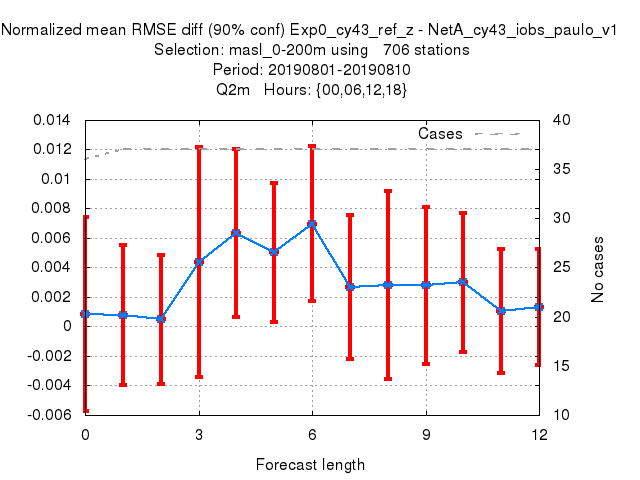 Normalized mean RMSE diff (90% conf) Exp0_cy43_ref_z - NetA_cy43_iobs_paulo_v1
Selection: masl_0-200m using 706 stations
Period: 20190801-20190810
Q2m Hours: {00,06,12,18}
0.014
0.012
0.01
0.008
0.006
0.004
0.002
0
-0.002
-0.004
-0.006
Cases
40
35
30
25
20
15
10
No cases
0 3 6 9 12
Forecast length